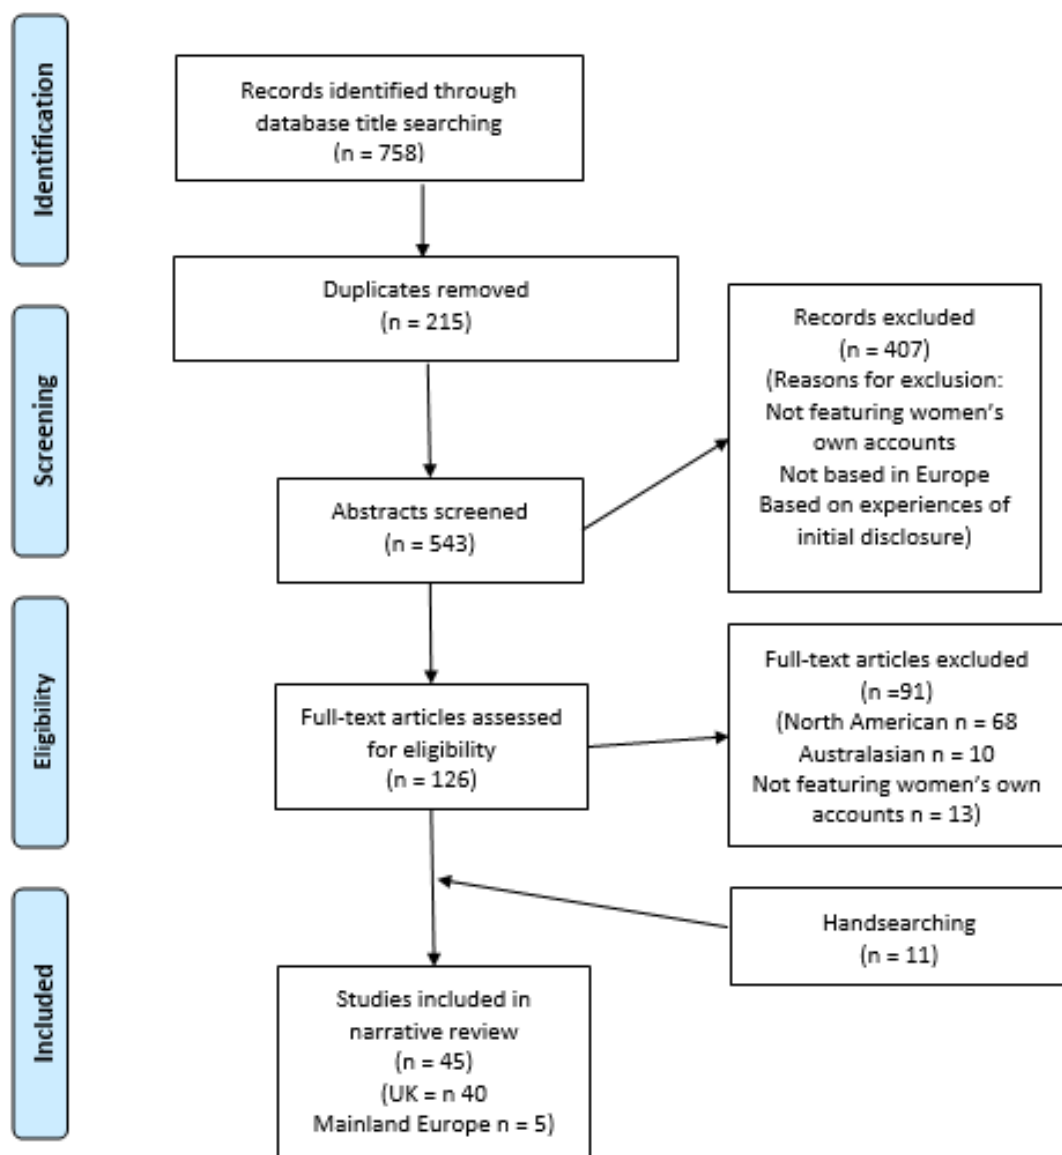 Identification
Records identified through
database title searching
(n = 758)
Duplicates removed
(n = 215)
Screening
Records excluded
(n = 407)
(Reasons for exclusion:
Not featuring women's
own accounts
Not based in Europe
Based on experiences of
initial disclosure)
Abstracts screened
(n = 543)
Eligibility
Full-text articles assessed
for eligibility
(n = 126)
Full-text articles excluded
(n =91)
(North American n = 68
Australasian n = 10
Not featuring women's own
accounts n = 13)
Handsearching
(n = 11)
Included
Studies included in
narrative review
(n = 45)
(UK = n 40
Mainland Europe n = 5)